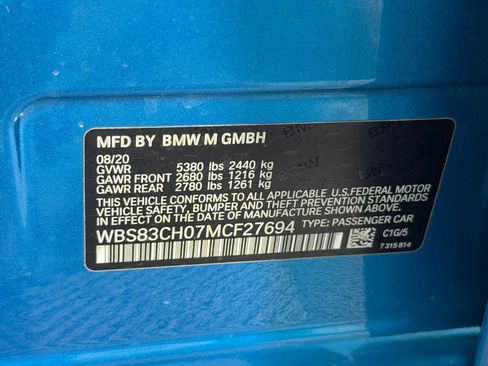 MFD BY BMW M GMBH
08/20
GVWR 5380 lbs 2440 kg
GAWR FRONT 2680 lbs 1216 kg
GAWR REAR 2780 lbs 1261 kg
THIS VEHICLE CONFORMS TO ALL APPLICABLE U.S.FEDERAL MOTOR
VEHICLE SAFETY, BUMPER, AND THEFT PREVENTION STANDARDS
IN EFFECT ON THE DATE OF MANUFACTURE SHOWN ABOVE.
WBS83CH07MCF27694 TYPE: PASSENGER CAR
C1G/5
7 315 814